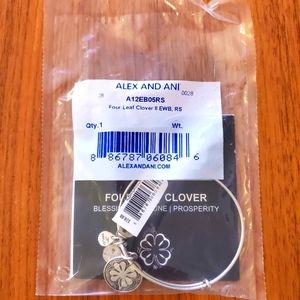 ALEX AND ANI
0028
A12EB05RS
Four Leaf Clover II EWB, RS
Qty. 1 Wt.
8 86787 06084 6
ALEXANDANI.COM
CLOVER
PROSPERITY